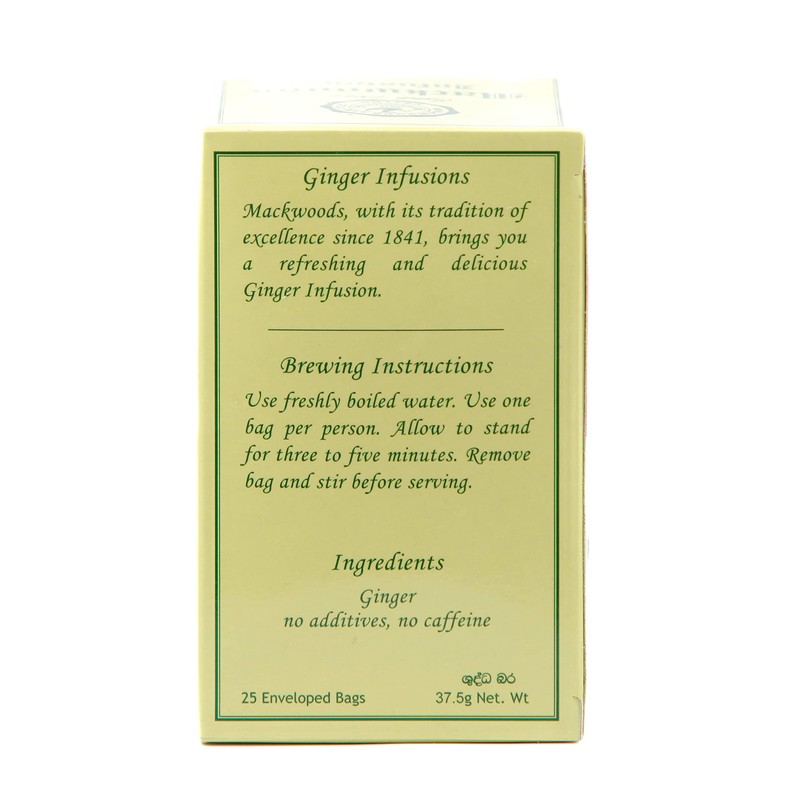 Mackwoods
Ginger Infusions
Mackwoods, with its tradition of
excellence since 1841, brings you
a refreshing and delicious
Ginger Infusion.
Brewing Instructions
Use freshly boiled water. Use one
bag per person. Allow to stand
for three to five minutes. Remove
bag and stir before serving.
Ingredients
Ginger
no additives, no caffeine
ශුද්ධ බර
25 Enveloped Bags 37.5g Net. Wt